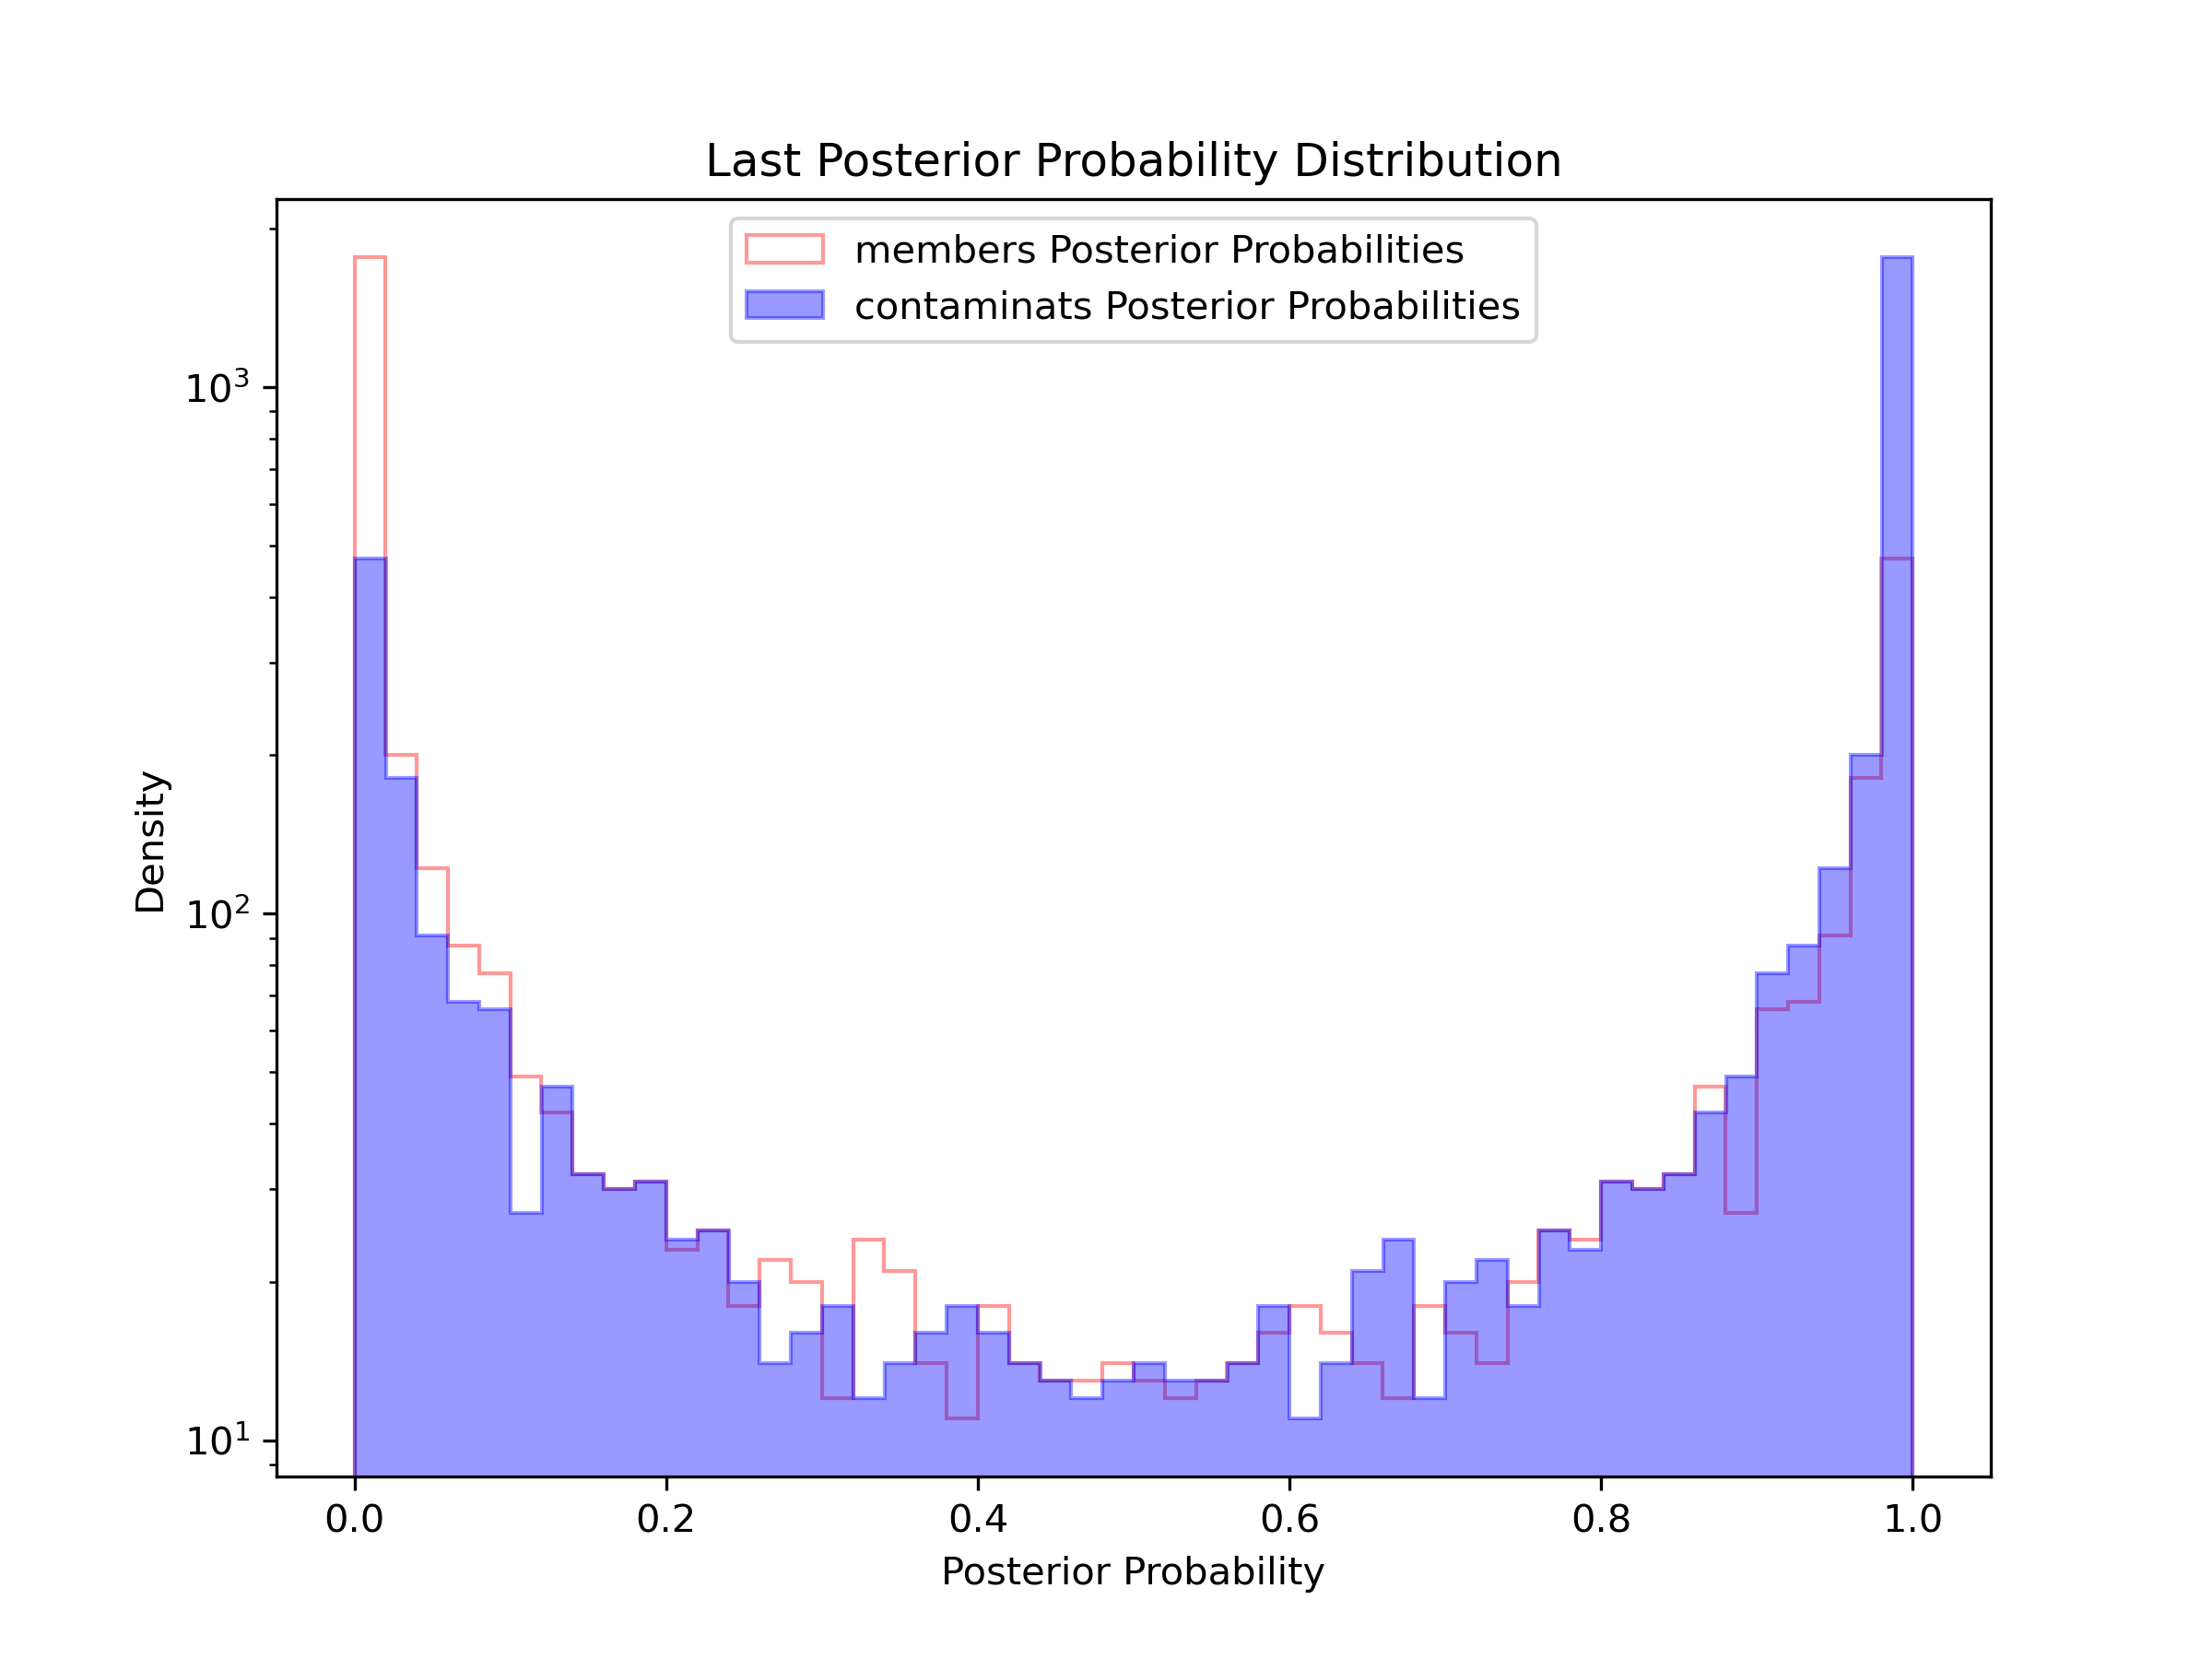 Last Posterior Probability Distribution
members Posterior Probabilities
contaminats Posterior Probabilities
Density
10³
10²
10¹
0.0 0.2 0.4 0.6 0.8 1.0
Posterior Probability